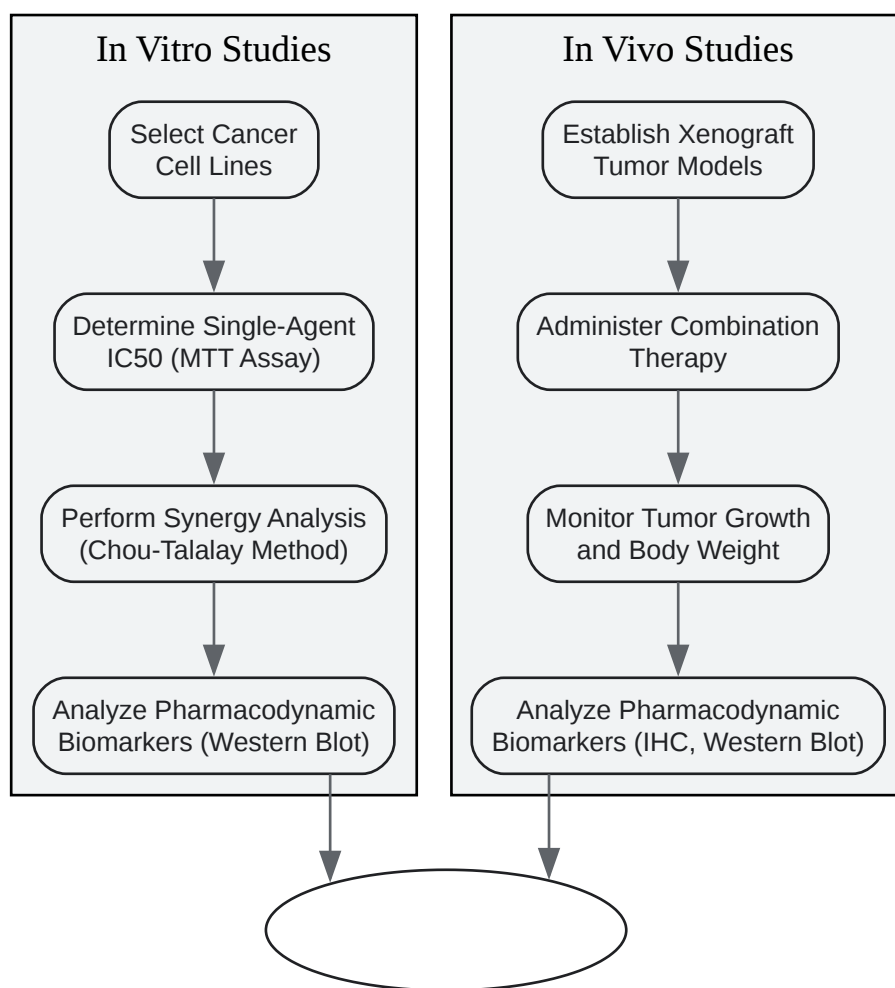 In Vitro Studies
Select Cancer
Cell Lines
Determine Single-Agent
IC50 (MTT Assay)
Perform Synergy Analysis
(Chou-Talalay Method)
Analyze Pharmacodynamic
Biomarkers (Western Blot)
In Vivo Studies
Establish Xenograft
Tumor Models
Administer Combination
Therapy
Monitor Tumor Growth
and Body Weight
Analyze Pharmacodynamic
Biomarkers (IHC, Western Blot)